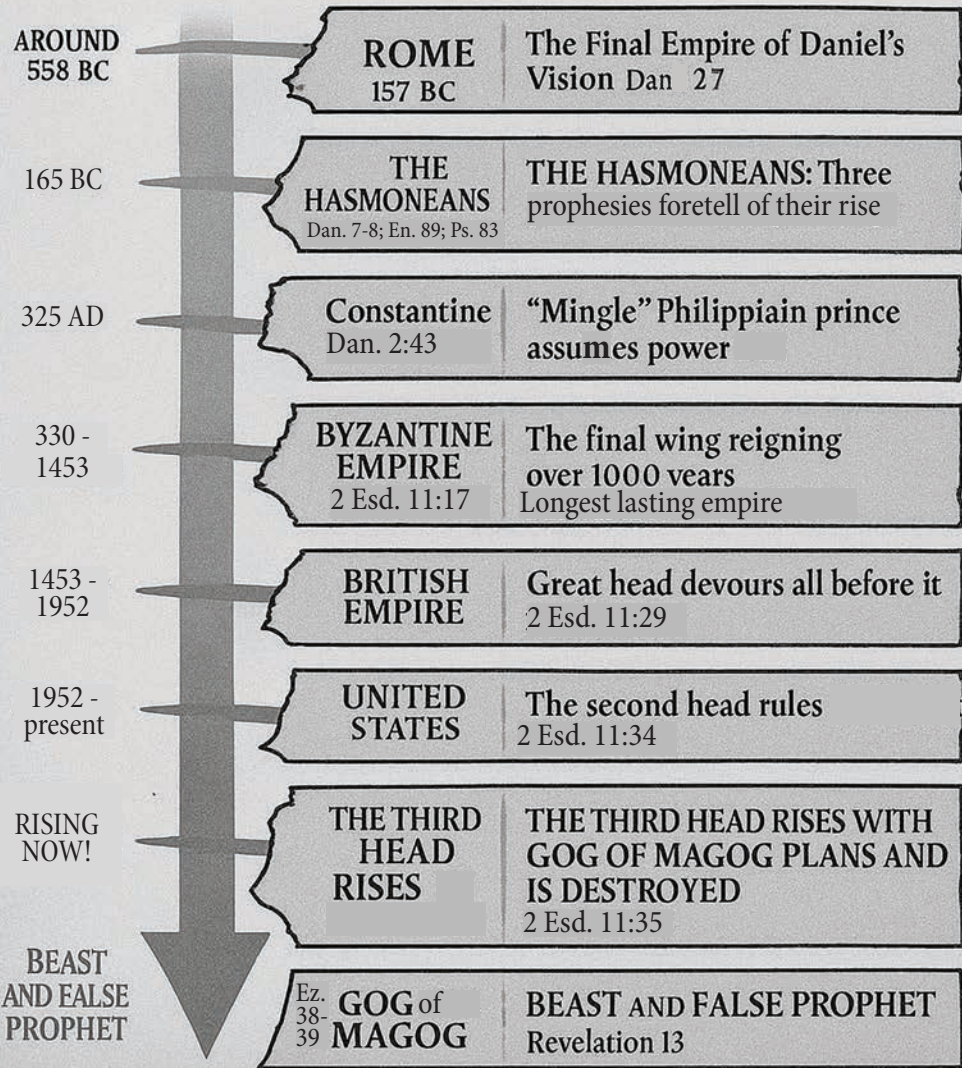 AROUND
558 BC
ROME
157 BC
The Final Empire of Daniel's
Vision Dan 27
165 BC
THE
HASMONEANS
Dan. 7-8; En. 89; Ps. 83
THE HASMONEANS: Three
prophesies foretell of their rise
325 AD
Constantine
Dan. 2:43
"Mingle" Philippiain prince
assumes power
330 -
1453
BYZANTINE
EMPIRE
2 Esd. 11:17
The final wing reigning
over 1000 vears
Longest lasting empire
1453 -
1952
BRITISH
EMPIRE
Great head devours all before it
2 Esd. 11:29
1952 -
present
UNITED
STATES
The second head rules
2 Esd. 11:34
RISING
NOW!
THE THIRD
HEAD
RISES
THE THIRD HEAD RISES WITH
GOG OF MAGOG PLANS AND
IS DESTROYED
2 Esd. 11:35
BEAST
AND FALSE
PROPHET
Ez.
38-
39
GOG of
MAGOG
BEAST AND FALSE PROPHET
Revelation 13